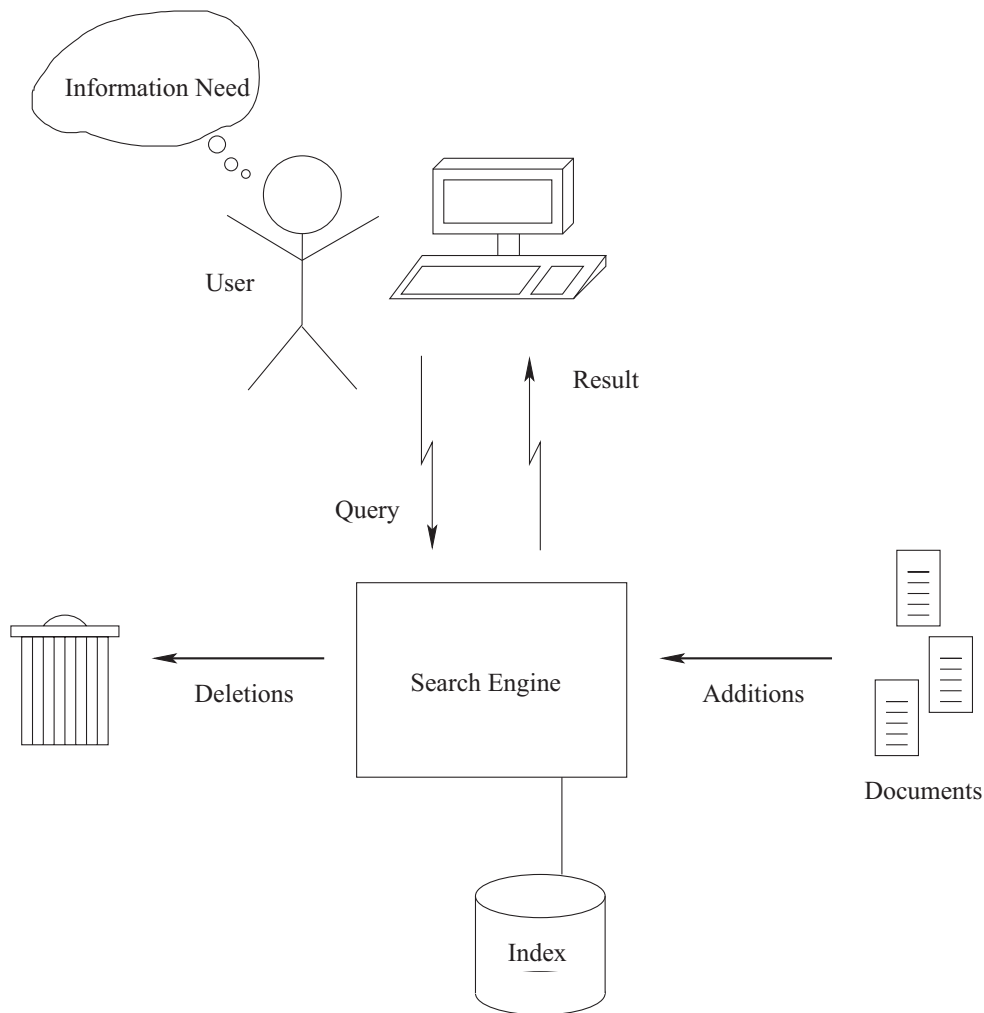 Information Need
User
Result
Query
Search Engine
Deletions
Additions
Documents
Index